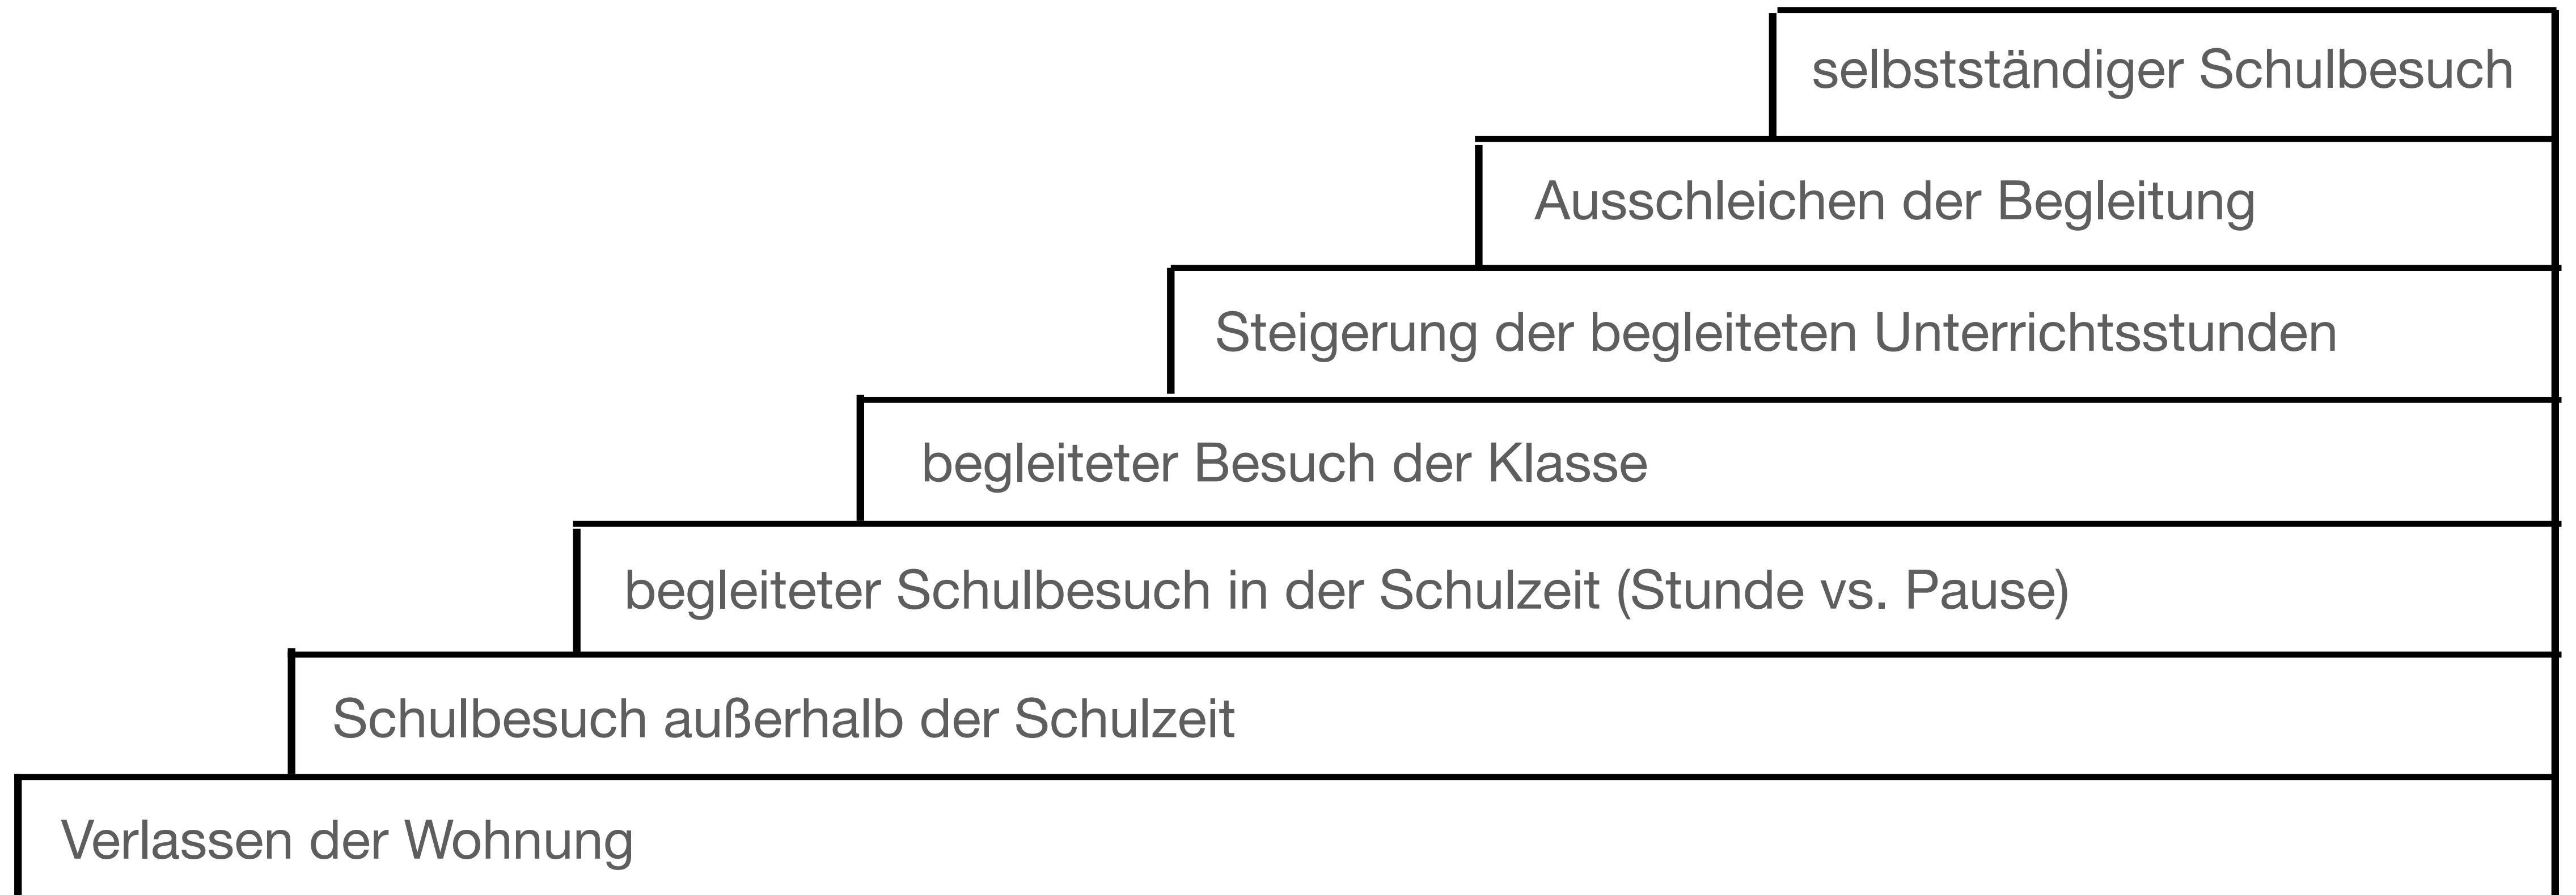 selbstständiger Schulbesuch
Ausschleichen der Begleitung
Steigerung der begleiteten Unterrichtsstunden
begleiteter Besuch der Klasse
begleiteter Schulbesuch in der Schulzeit (Stunde vs. Pause)
Schulbesuch außerhalb der Schulzeit
Verlassen der Wohnung